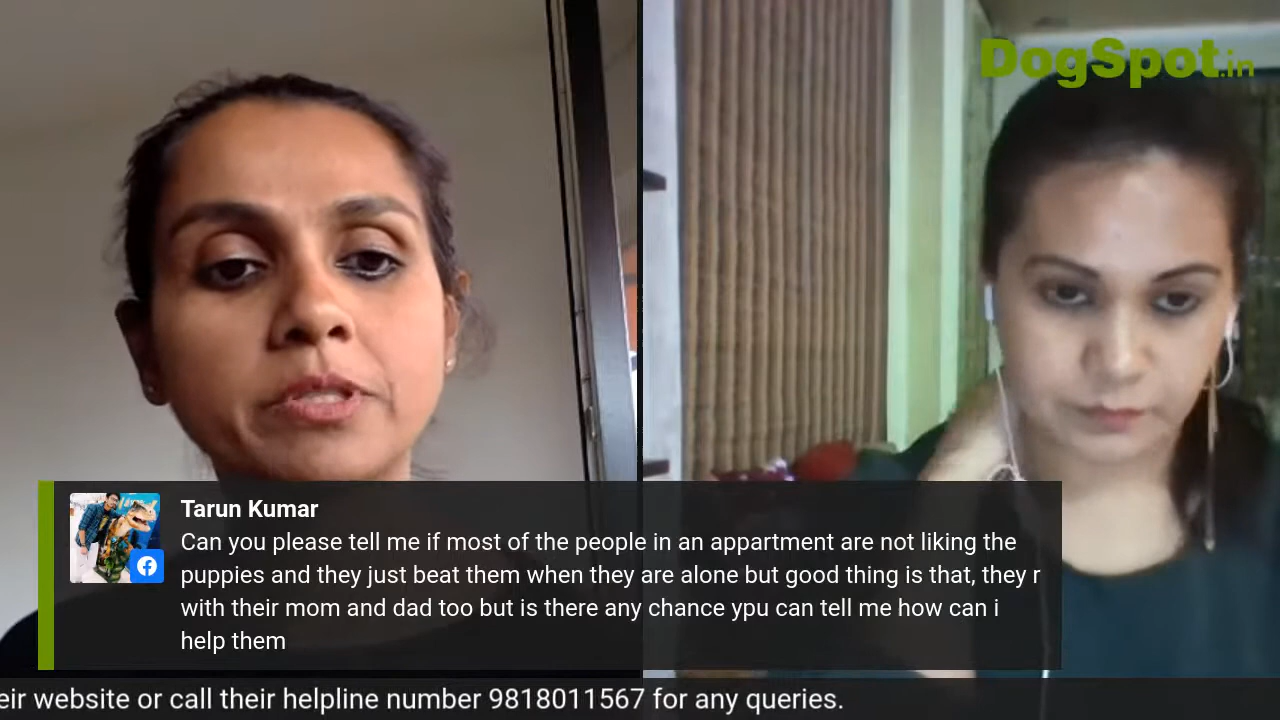 DogSpot.in
Tarun Kumar
Can you please tell me if most of the people in an appartment are not liking the
puppies and they just beat them when they are alone but good thing is that, they r
with their mom and dad too but is there any chance ypu can tell me how can i
help them
eir website or call their helpline number 9818011567 for any queries.